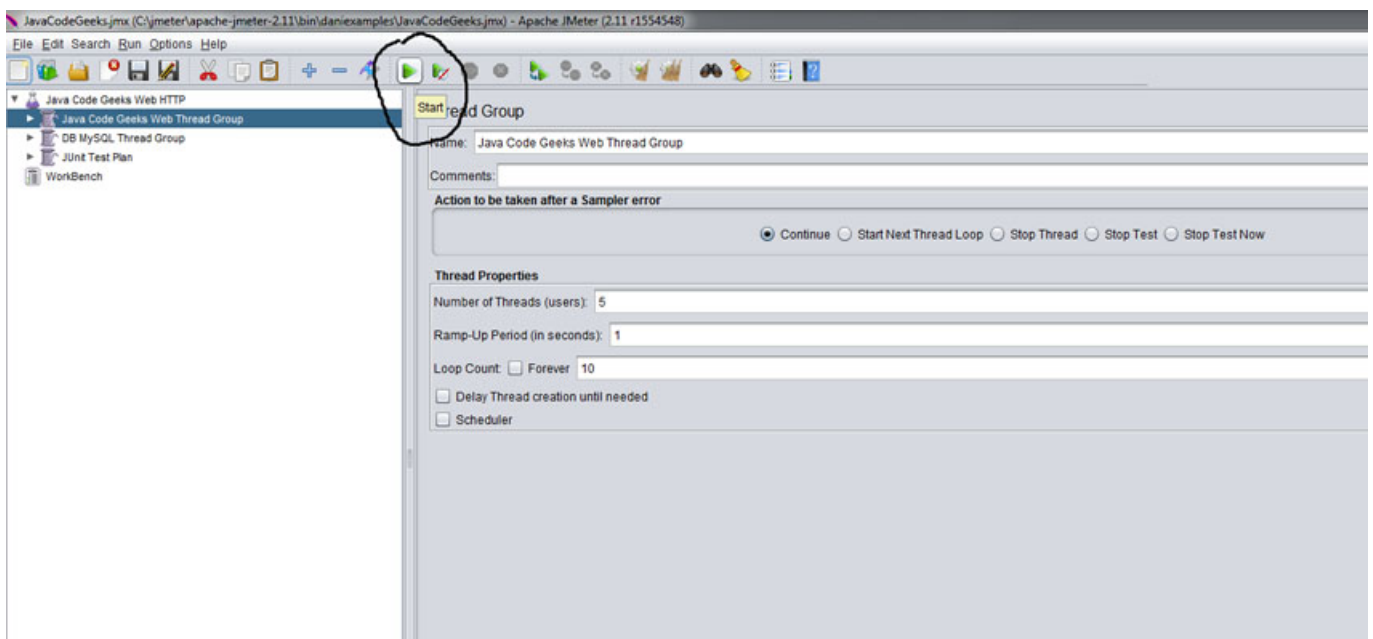 JavaCodeGeeks.jmx (C:\jmeter\apache-jmeter-2.11\bin\daniexamples\JavaCodeGeeks.jmx) - Apache JMeter (2.11 r1554548)
File Edit Search Run Options Help
Java Code Geeks Web HTTP
Java Code Geeks Web Thread Group
DB MySQL Thread Group
JUnit Test Plan
WorkBench
Start
read Group
Name: Java Code Geeks Web Thread Group
Comments:
Action to be taken after a Sampler error
Continue Start Next Thread Loop Stop Thread Stop Test Stop Test Now
Thread Properties
Number of Threads (users): 5
Ramp-Up Period (in seconds): 1
Loop Count: Forever 10
Delay Thread creation until needed
Scheduler